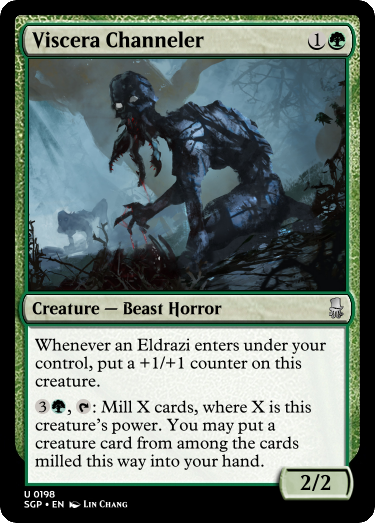 Viscera Channeler 1
Creature — Beast Horror
Whenever an Eldrazi enters under your
control, put a +1/+1 counter on this
creature.
3 , : Mill X cards, where X is this
creature's power. You may put a
creature card from among the cards
milled this way into your hand.
2/2
U 0198
SGP • EN Lin Chang